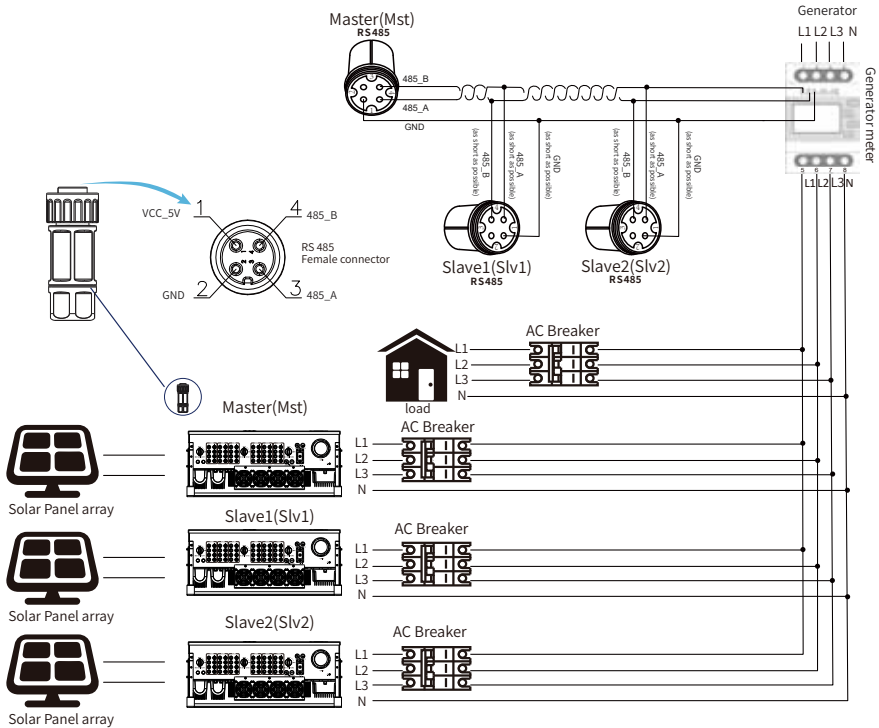 Generator
L1 L2 L3 N
Generator meter
5 6 7 8
L1 L2 L3 N
Master(Mst)
RS485
485_B
485_A
GND
485_B
(as short as possible)
485_A
(as short as possible)
GND
(as short as possible)
485_B
(as short as possible)
485_A
(as short as possible)
GND
(as short as possible)
Slave1(Slv1)
RS485
Slave2(Slv2)
RS485
VCC_5V
1
4
485_B
RS 485
Female connector
GND
2
3
485_A
AC Breaker
L1
L2
L3
N
load
Master(Mst)
AC Breaker
L1
L2
L3
N
Solar Panel array
Slave1(Slv1)
AC Breaker
L1
L2
L3
N
Solar Panel array
Slave2(Slv2)
AC Breaker
L1
L2
L3
N
Solar Panel array